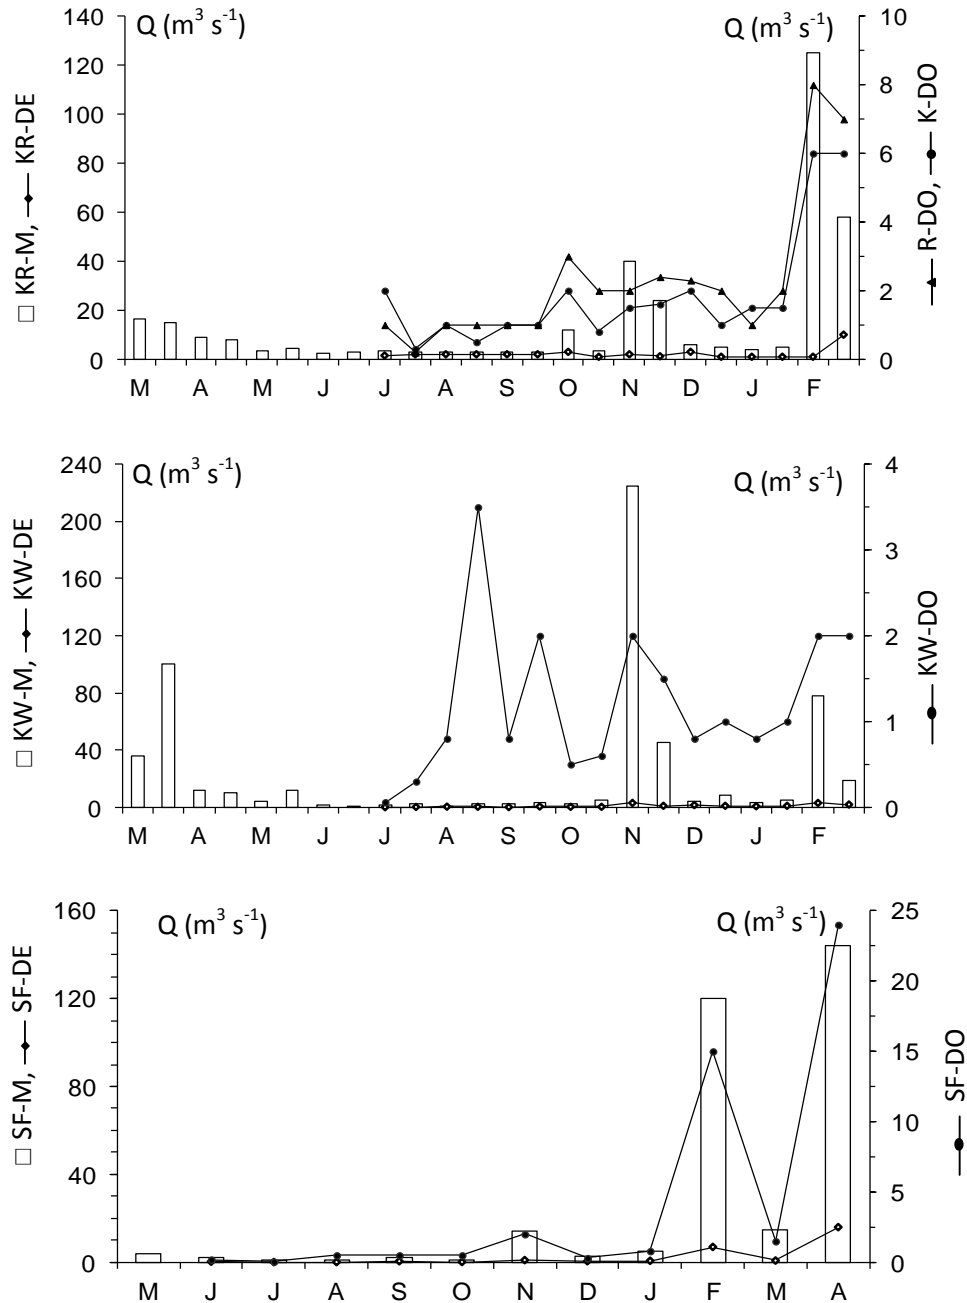 Q (m³ s⁻¹) Q (m³ s⁻¹)
140 120 100 80 60 40 20 0
10 8 6 4 2 0
□ KR-M, KR-DE
R-DO, K-DO
M A M J J A S O N D J F
Q (m³ s⁻¹) Q (m³ s⁻¹)
240 200 160 120 80 40 0
4 3 2 1 0
□ KW-M, KW-DE
KW-DO
M A M J J A S O N D J F
Q (m³ s⁻¹) Q (m³ s⁻¹)
160 120 80 40 0
25 20 15 10 5 0
□ SF-M, SF-DE
SF-DO
M J J A S O N D J F M A